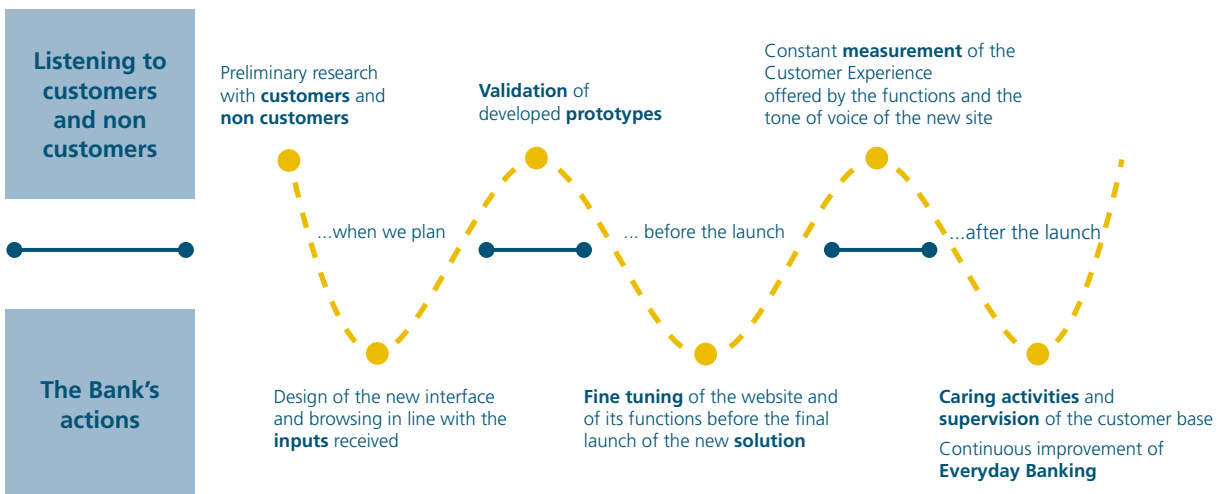 Listening to
customers
and non
customers
Preliminary research
with customers and
non customers
Validation of
developed prototypes
Constant measurement of the
Customer Experience
offered by the functions and the
tone of voice of the new site
...when we plan
... before the launch
...after the launch
The Bank’s
actions
Design of the new interface
and browsing in line with the
inputs received
Fine tuning of the website and
of its functions before the final
launch of the new solution
Caring activities and
supervision of the customer base
Continuous improvement of
Everyday Banking